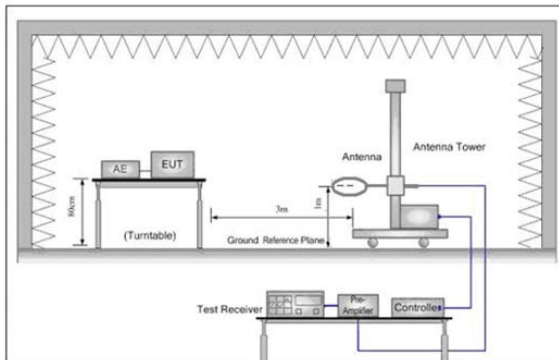 AE
EUT
80cm
(Turntable)
3m
Antenna
Antenna Tower
1m
Ground Reference Plane
Test Receiver
Pre-
Amplifier
Controller